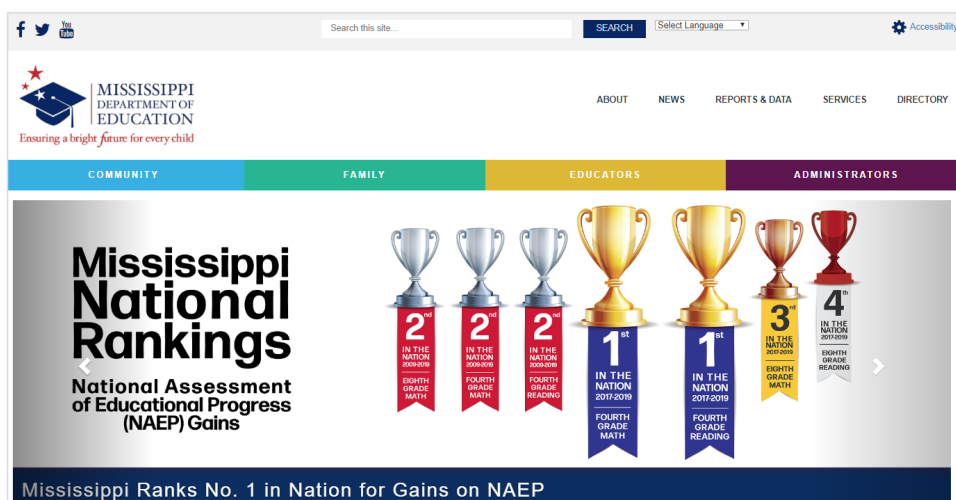 You
Tube
Search this site...
SEARCH
Select Language
Accessibility
MISSISSIPPI
DEPARTMENT OF
EDUCATION
Ensuring a bright future for every child
ABOUT NEWS REPORTS & DATA SERVICES DIRECTORY
COMMUNITY FAMILY EDUCATORS ADMINISTRATORS
Mississippi
National
Rankings
National Assessment
of Educational Progress
(NAEP) Gains
2nd
IN THE
NATION
2009-2019
EIGHTH
GRADE
MATH
2nd
IN THE
NATION
2009-2019
FOURTH
GRADE
MATH
2nd
IN THE
NATION
2009-2019
FOURTH
GRADE
READING
1st
IN THE
NATION
2017-2019
FOURTH
GRADE
MATH
1st
IN THE
NATION
2017-2019
FOURTH
GRADE
READING
3rd
IN THE
NATION
2017-2019
EIGHTH
GRADE
MATH
4th
IN THE
NATION
2017-2019
EIGHTH
GRADE
READING
Mississippi Ranks No. 1 in Nation for Gains on NAEP